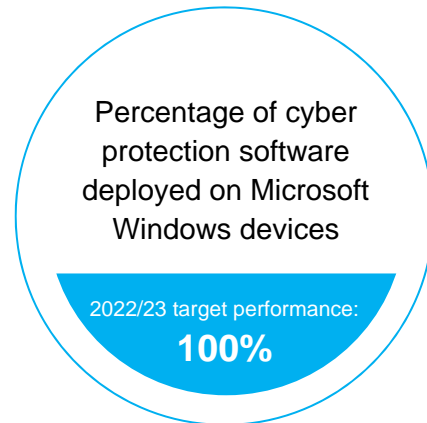 Percentage of cyber
protection software
deployed on Microsoft
Windows devices
2022/23 target performance:
100%